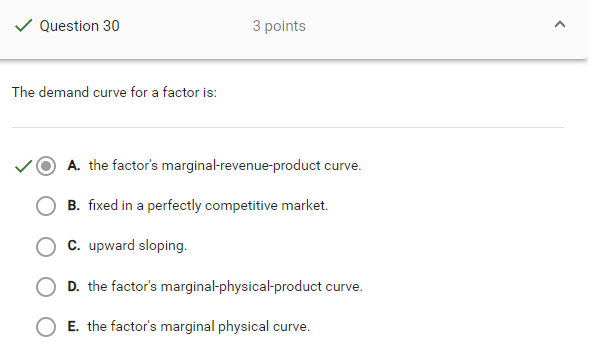 Question 30 3 points
The demand curve for a factor is:
A. the factor's marginal-revenue-product curve.
B. fixed in a perfectly competitive market.
C. upward sloping.
D. the factor's marginal-physical-product curve.
E. the factor's marginal physical curve.